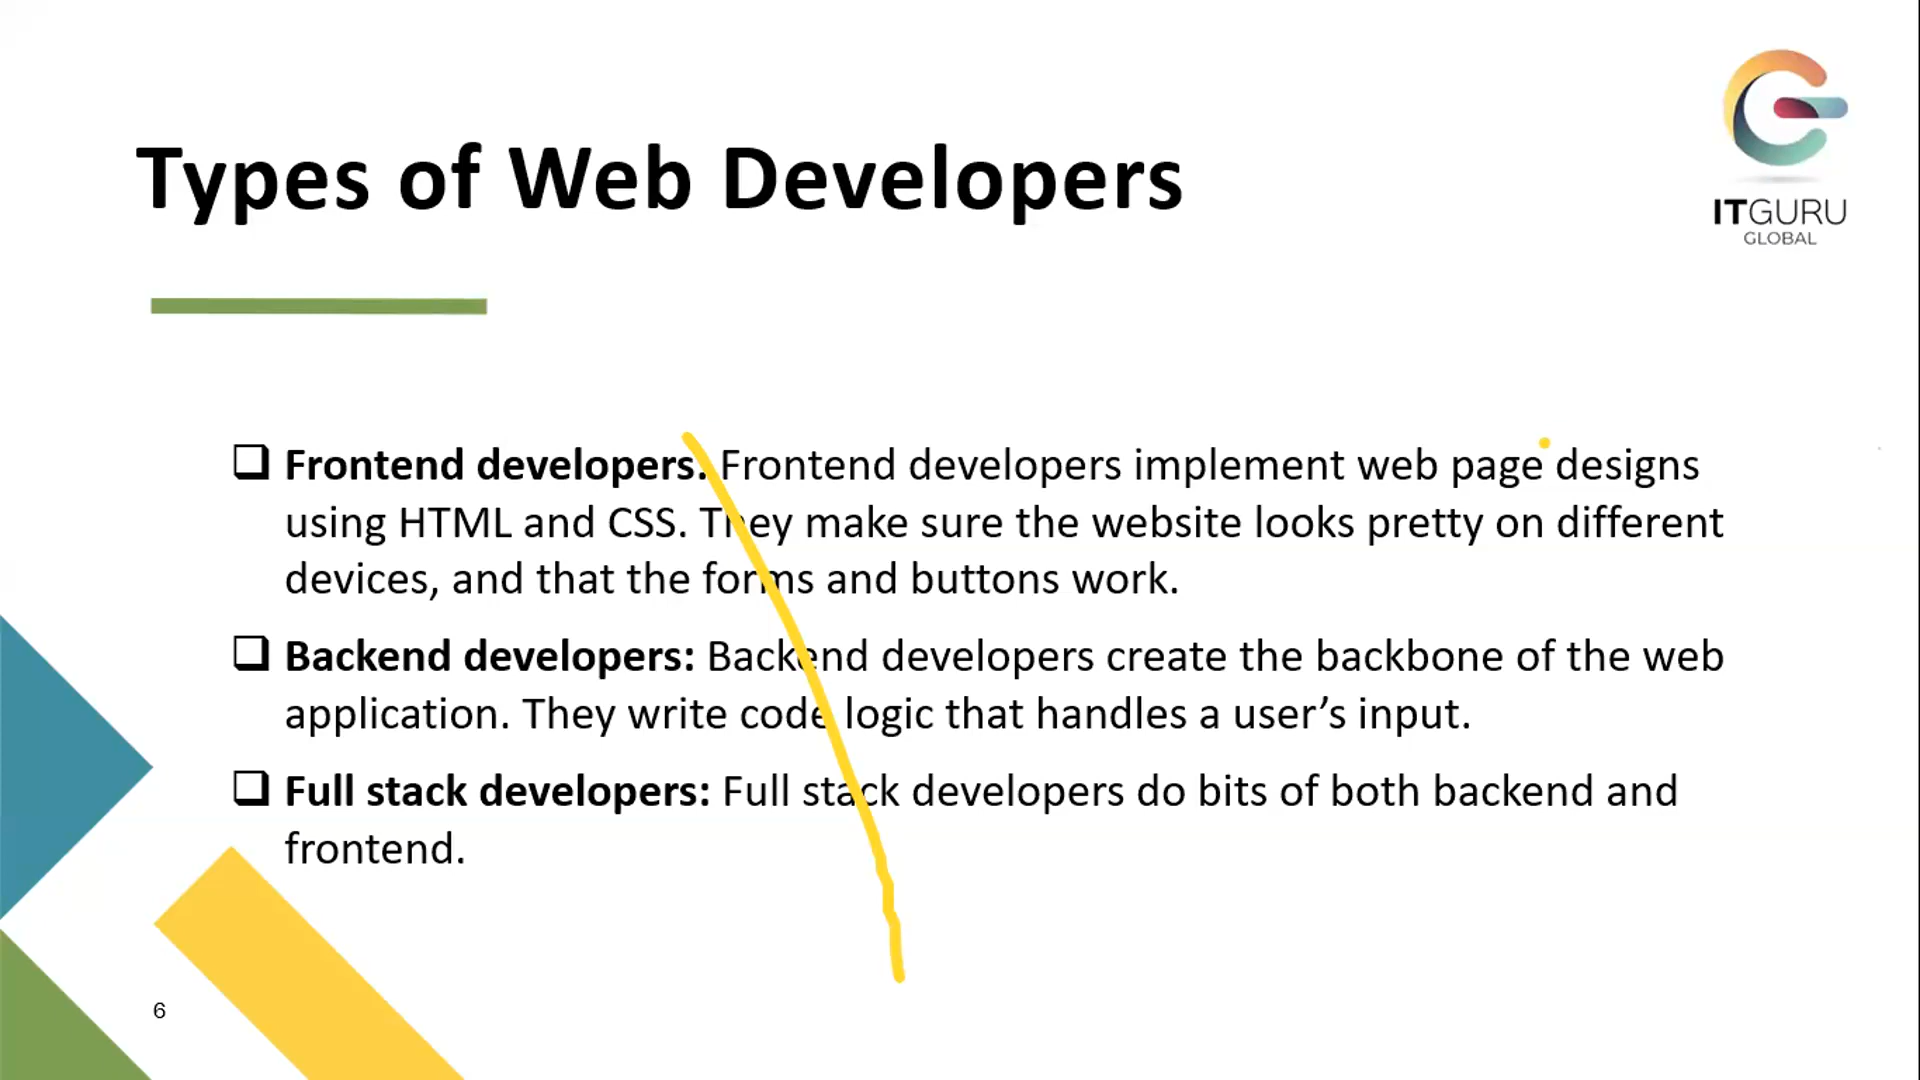 Types of Web Developers
ITGURU
GLOBAL
Frontend developers: Frontend developers implement web page designs
using HTML and CSS. They make sure the website looks pretty on different
devices, and that the forms and buttons work.
Backend developers: Backend developers create the backbone of the web
application. They write code logic that handles a user’s input.
Full stack developers: Full stack developers do bits of both backend and
frontend.
6